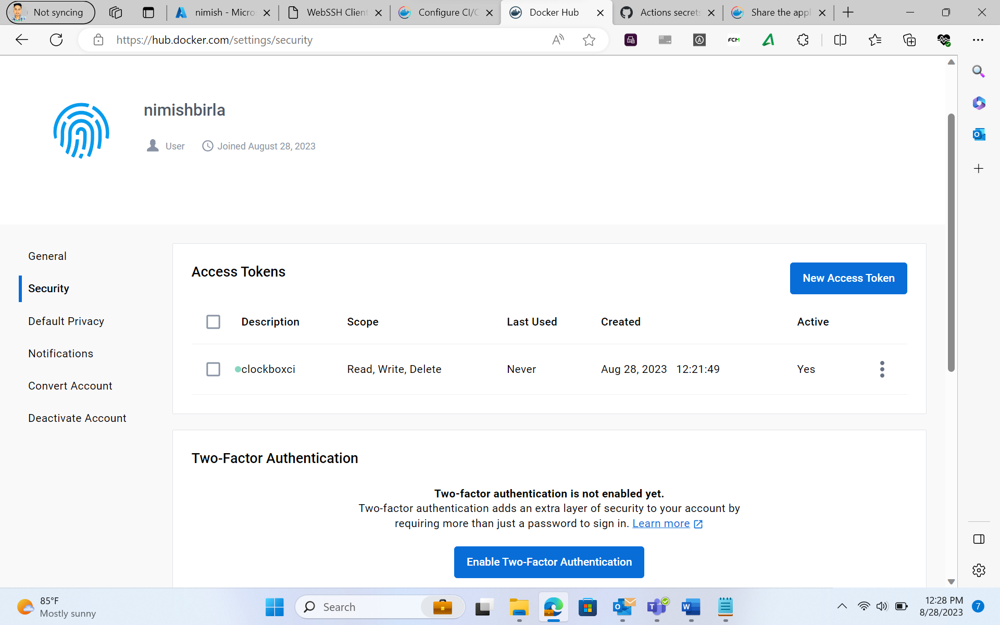 Not syncing
nimish - Micro
WebSSH Client
Configure CI/C
Docker Hub
Actions secrets
Share the appl
https://hub.docker.com/settings/security
FCM
nimishbirla
User
Joined August 28, 2023
General
Security
Default Privacy
Notifications
Convert Account
Deactivate Account
Access Tokens
New Access Token
Description Scope Last Used Created Active
clockboxci Read, Write, Delete Never Aug 28, 2023 12:21:49 Yes
Two-Factor Authentication
Two-factor authentication is not enabled yet.
Two-factor authentication adds an extra layer of security to your account by
requiring more than just a password to sign in. Learn more
Enable Two-Factor Authentication
85°F
Mostly sunny
Search
12:28 PM
8/28/2023
7